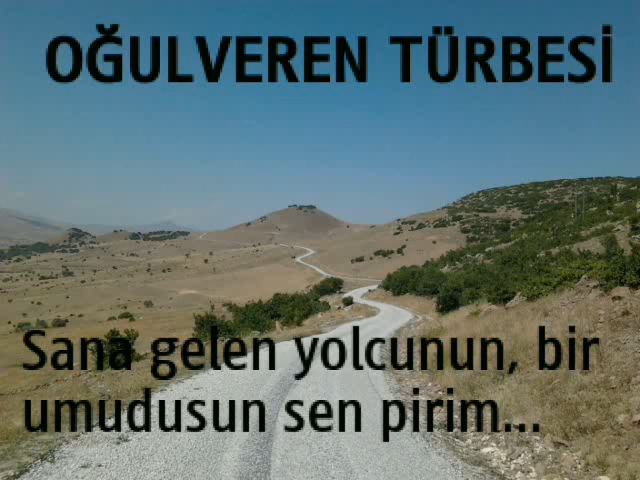 OĞULVEREN TÜRBESİ
Sana gelen yolcunun, bir
umudusun sen pirim...